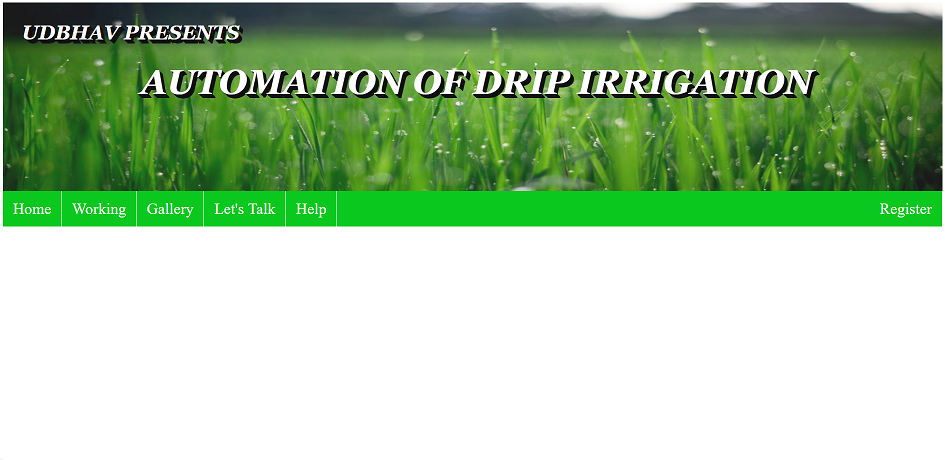 UDBHAV PRESENTS
AUTOMATION OF DRIP IRRIGATION
Home Working Gallery Let's Talk Help Register